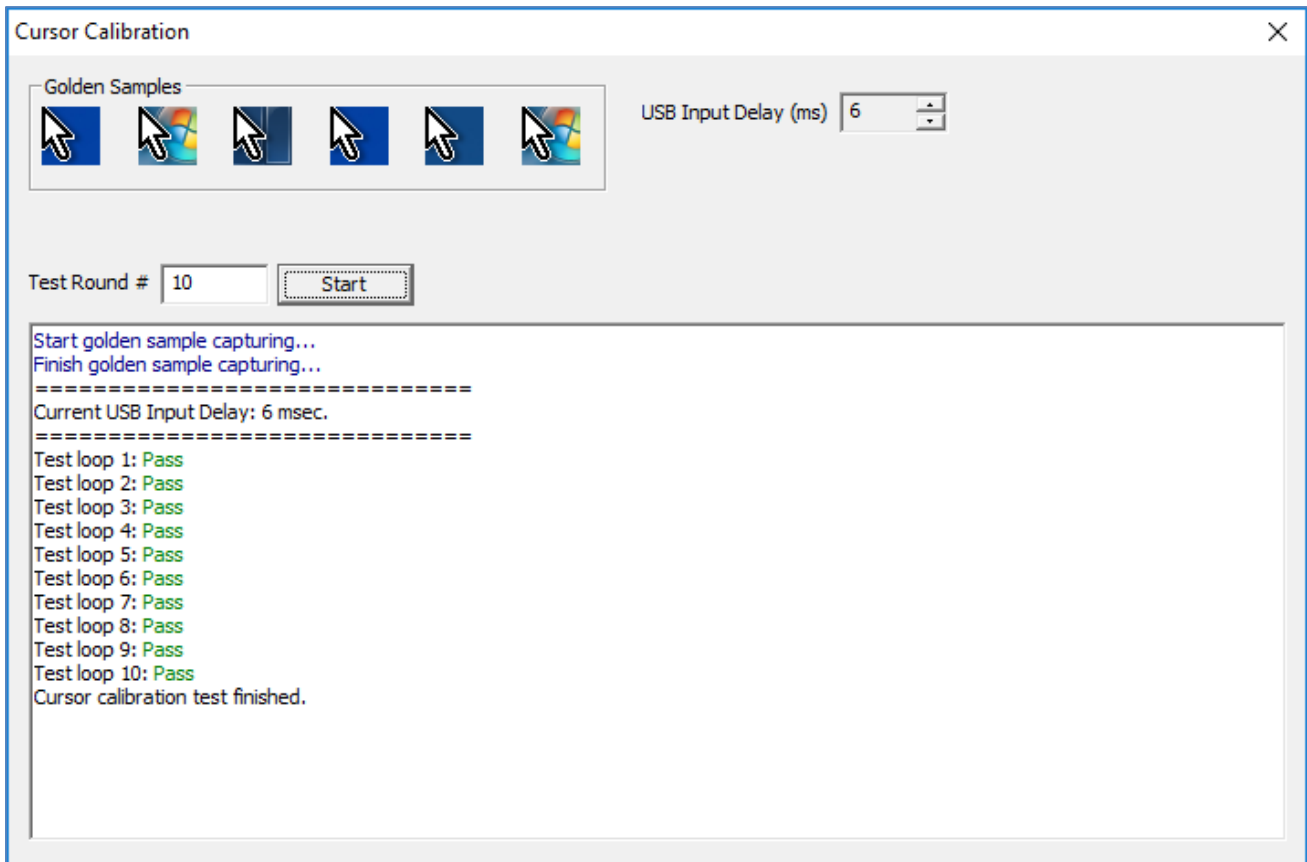 Cursor Calibration
Golden Samples
USB Input Delay (ms) 6
Test Round # 10 Start
Start golden sample capturing...
Finish golden sample capturing...
==============================
Current USB Input Delay: 6 msec.
==============================
Test loop 1: Pass
Test loop 2: Pass
Test loop 3: Pass
Test loop 4: Pass
Test loop 5: Pass
Test loop 6: Pass
Test loop 7: Pass
Test loop 8: Pass
Test loop 9: Pass
Test loop 10: Pass
Cursor calibration test finished.